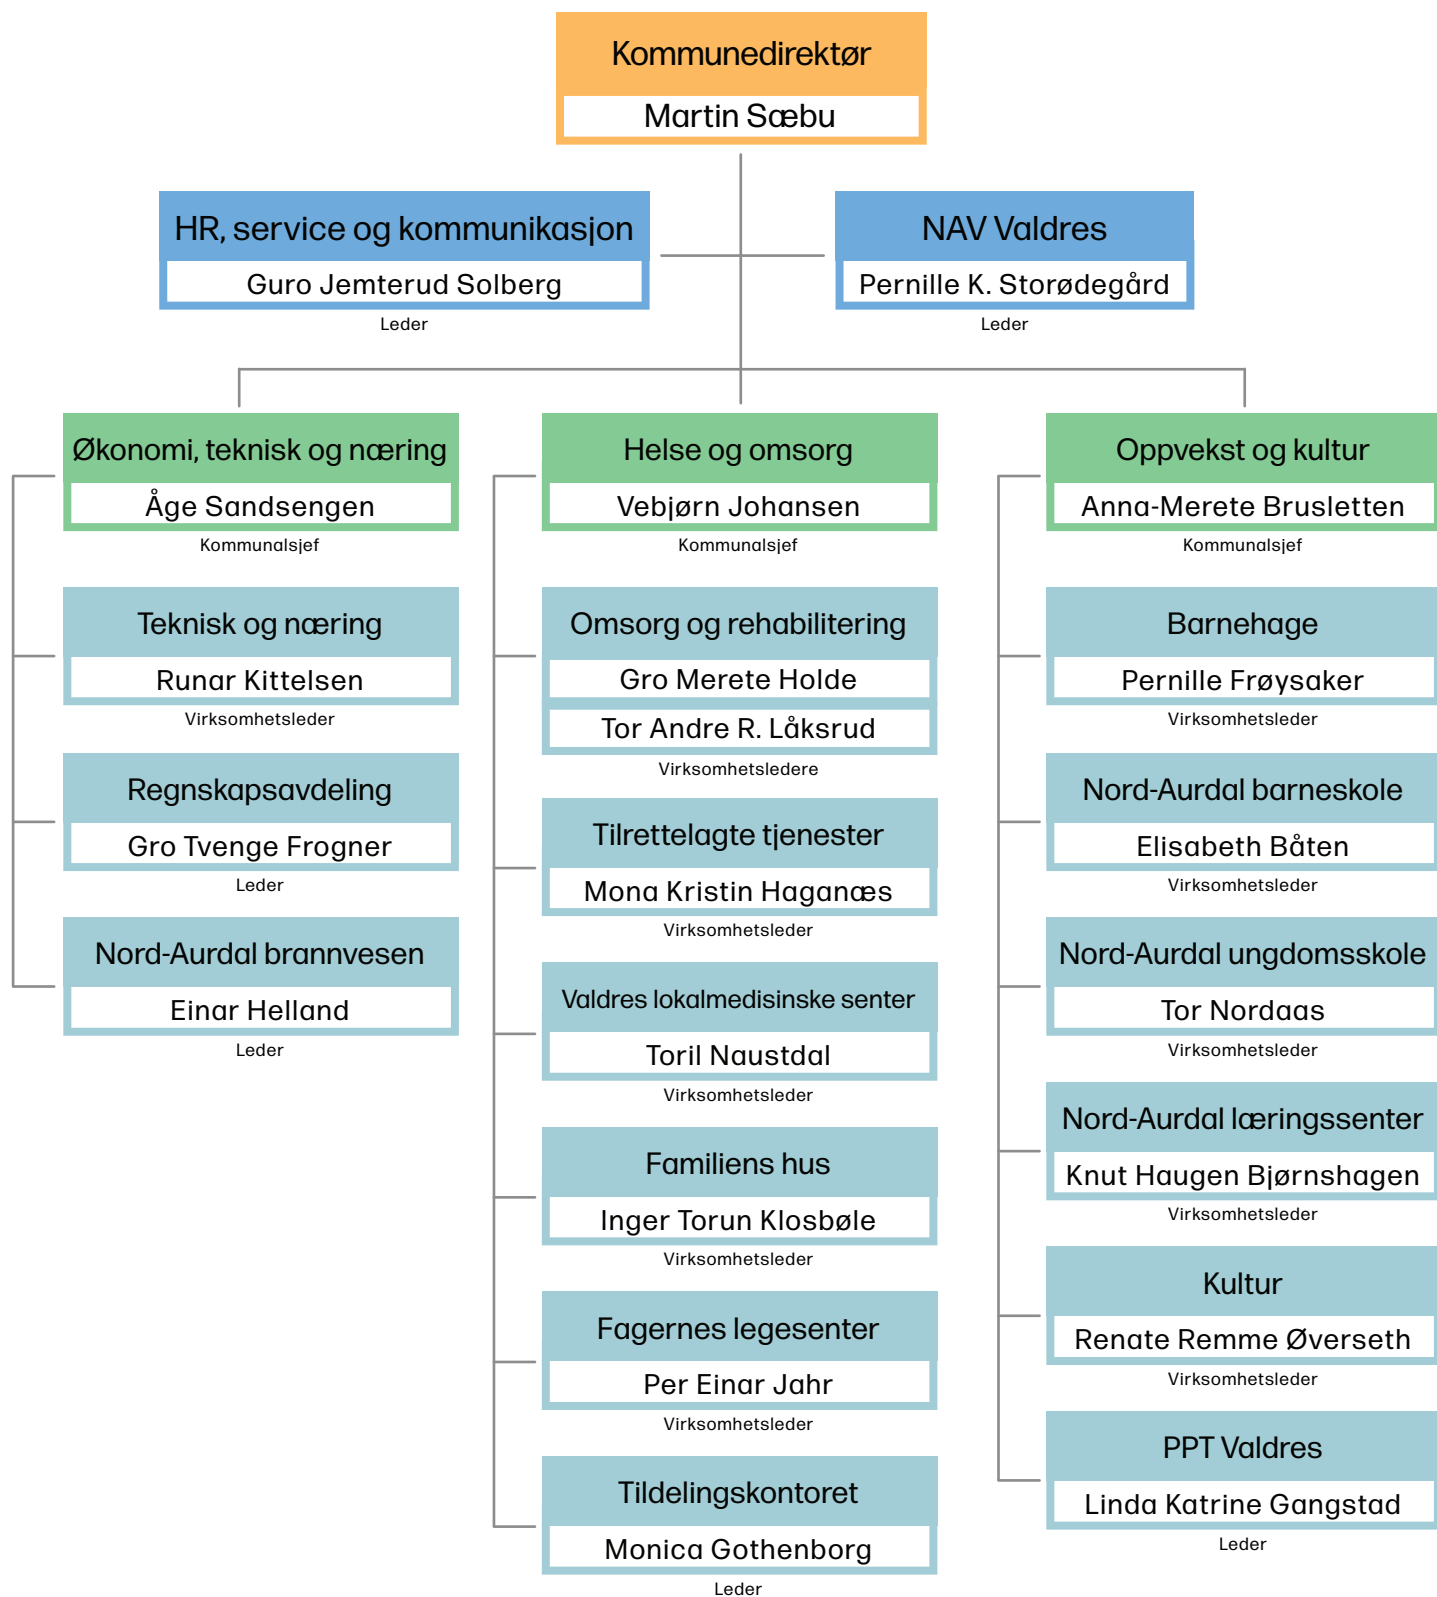 Kommunedirektør
Martin Sæbu
HR, service og kommunikasjon
Guro Jemterud Solberg
Leder
NAV Valdres
Pernille K. Storødegård
Leder
Økonomi, teknisk og næring
Åge Sandsengen
Kommunalsjef
Teknisk og næring
Runar Kittelsen
Virksomhetsleder
Regnskapsavdeling
Gro Tvenge Frogner
Leder
Nord-Aurdal brannvesen
Einar Helland
Leder
Helse og omsorg
Vebjørn Johansen
Kommunalsjef
Omsorg og rehabilitering
Gro Merete Holde
Tor Andre R. Låksrud
Virksomhetsledere
Tilrettelagte tjenester
Mona Kristin Haganæs
Virksomhetsleder
Valdres lokalmedisinske senter
Toril Naustdal
Virksomhetsleder
Familiens hus
Inger Torun Klosbøle
Virksomhetsleder
Fagernes legesenter
Per Einar Jahr
Virksomhetsleder
Tildelingskontoret
Monica Gothenborg
Leder
Oppvekst og kultur
Anna-Merete Brusletten
Kommunalsjef
Barnehage
Pernille Frøysaker
Virksomhetsleder
Nord-Aurdal barneskole
Elisabeth Båten
Virksomhetsleder
Nord-Aurdal ungdomsskole
Tor Nordaas
Virksomhetsleder
Nord-Aurdal læringssenter
Knut Haugen Bjørnshagen
Virksomhetsleder
Kultur
Renate Remme Øverseth
Virksomhetsleder
PPT Valdres
Linda Katrine Gangstad
Leder